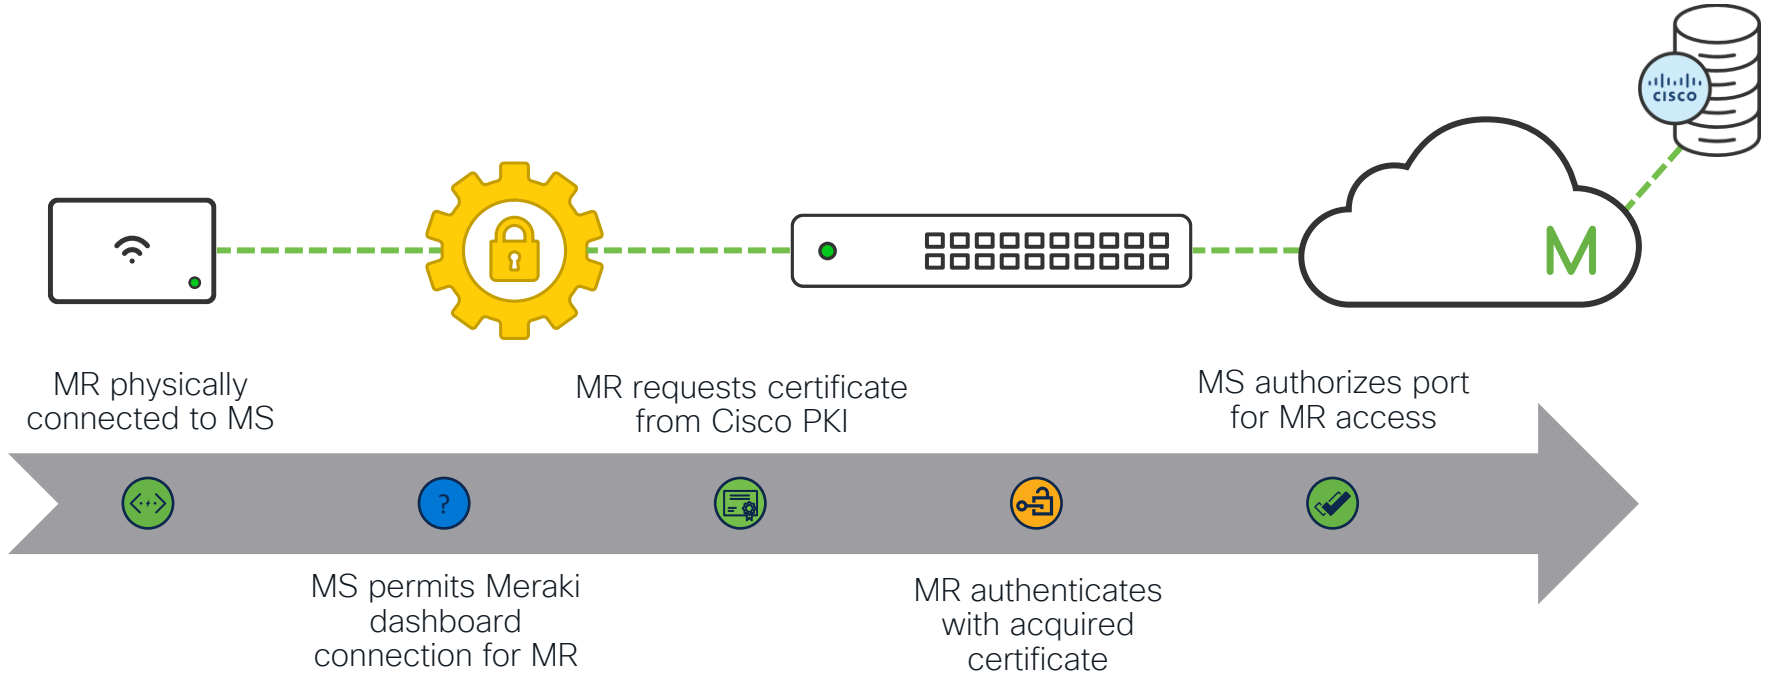 CISCO
M
MR physically
connected to MS
MR requests certificate
from Cisco PKI
MS authorizes port
for MR access
?
MS permits Meraki
dashboard
connection for MR
MR authenticates
with acquired
certificate